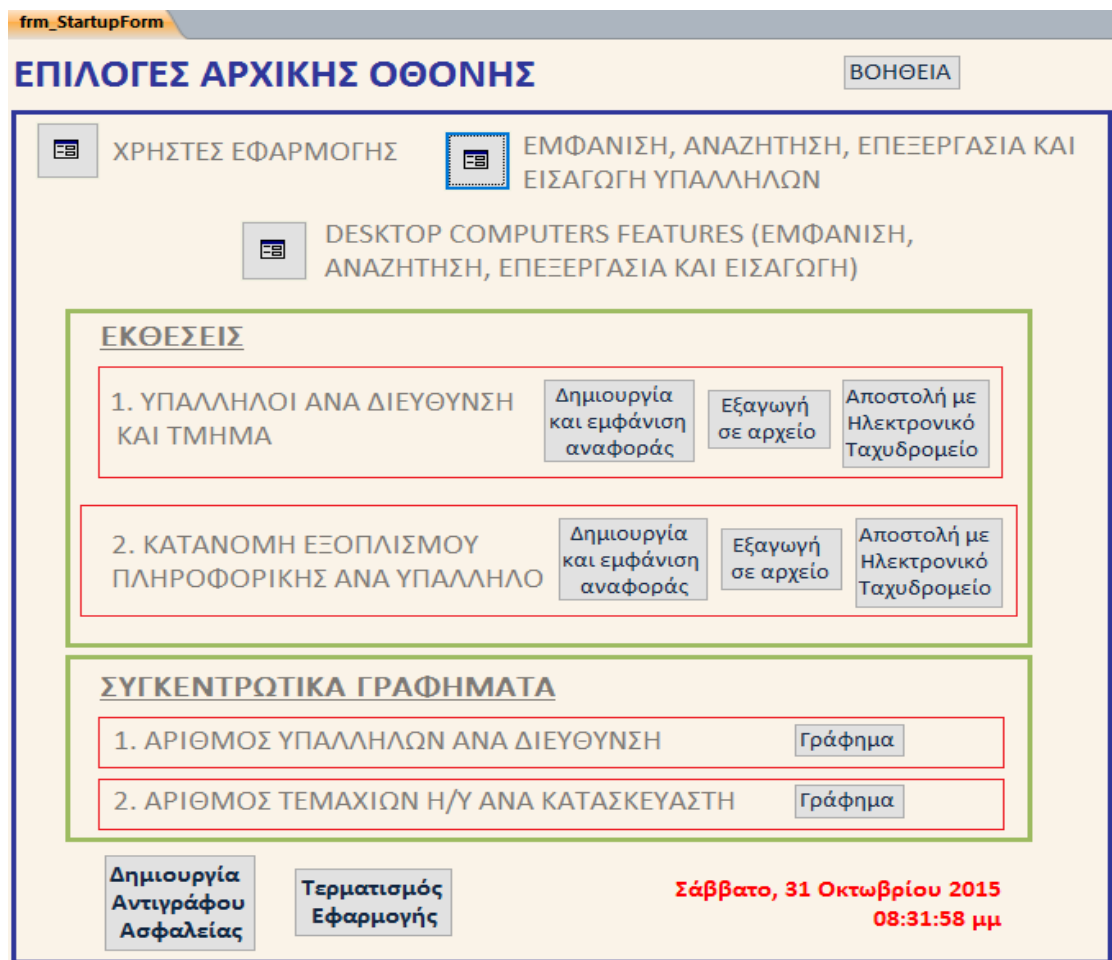 frm_StartupForm
ΕΠΙΛΟΓΕΣ ΑΡΧΙΚΗΣ ΟΘΟΝΗΣ
ΒΟΗΘΕΙΑ
ΧΡΗΣΤΕΣ ΕΦΑΡΜΟΓΗΣ
ΕΜΦΑΝΙΣΗ, ΑΝΑΖΗΤΗΣΗ, ΕΠΕΞΕΡΓΑΣΙΑ ΚΑΙ
ΕΙΣΑΓΩΓΗ ΥΠΑΛΛΗΛΩΝ
DESKTOP COMPUTERS FEATURES (ΕΜΦΑΝΙΣΗ,
ΑΝΑΖΗΤΗΣΗ, ΕΠΕΞΕΡΓΑΣΙΑ ΚΑΙ ΕΙΣΑΓΩΓΗ)
ΕΚΘΕΣΕΙΣ
1. ΥΠΑΛΛΗΛΟΙ ΑΝΑ ΔΙΕΥΘΥΝΣΗ
ΚΑΙ ΤΜΗΜΑ
Δημιουργία
και εμφάνιση
αναφοράς
Εξαγωγή
σε αρχείο
Αποστολή με
Ηλεκτρονικό
Ταχυδρομείο
2. ΚΑΤΑΝΟΜΗ ΕΞΟΠΛΙΣΜΟΥ
ΠΛΗΡΟΦΟΡΙΚΗΣ ΑΝΑ ΥΠΑΛΛΗΛΟ
Δημιουργία
και εμφάνιση
αναφοράς
Εξαγωγή
σε αρχείο
Αποστολή με
Ηλεκτρονικό
Ταχυδρομείο
ΣΥΓΚΕΝΤΡΩΤΙΚΑ ΓΡΑΦΗΜΑΤΑ
1. ΑΡΙΘΜΟΣ ΥΠΑΛΛΗΛΩΝ ΑΝΑ ΔΙΕΥΘΥΝΣΗ
Γράφημα
2. ΑΡΙΘΜΟΣ ΤΕΜΑΧΙΩΝ Η/Υ ΑΝΑ ΚΑΤΑΣΚΕΥΑΣΤΗ
Γράφημα
Δημιουργία
Αντιγράφου
Ασφαλείας
Τερματισμός
Εφαρμογής
Σάββατο, 31 Οκτωβρίου 2015
08:31:58 μμ